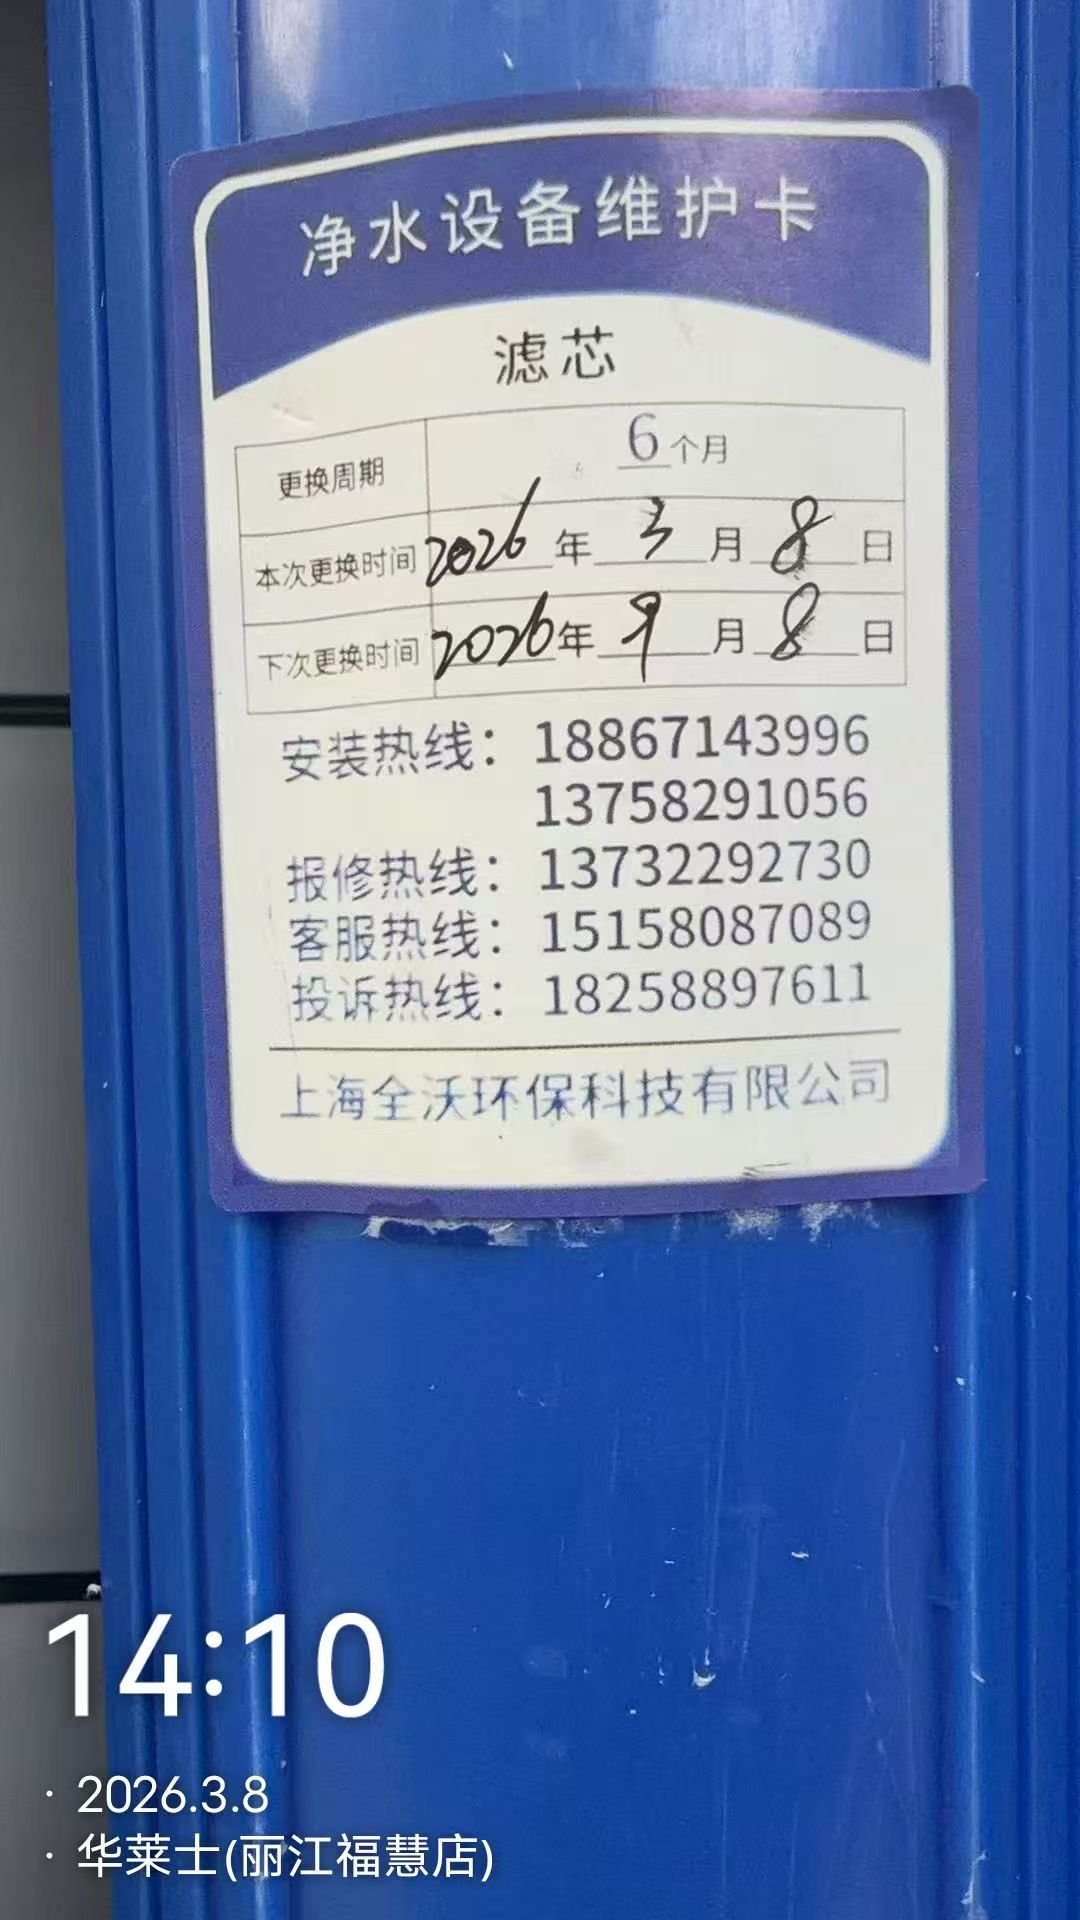 净水设备维护卡
滤芯
更换周期 6个月
本次更换时间 2026年3月8日
下次更换时间 2026年9月8日
安装热线：18867143996
13758291056
报修热线：13732292730
客服热线：15158087089
投诉热线：18258897611
上海全沃环保科技有限公司
14:10
· 2026.3.8
· 华莱士(丽江福慧店)